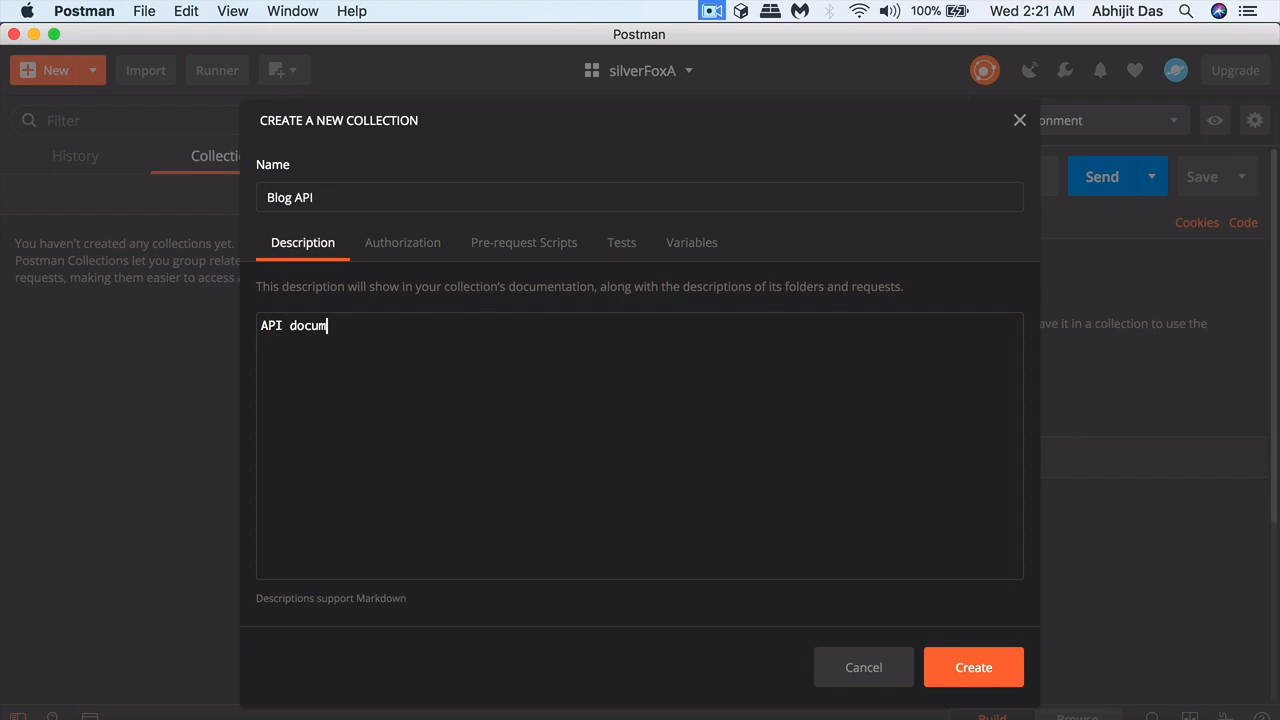 Postman File Edit View Window Help 100% Wed 2:21 AM Abhijit Das
Postman
New Import Runner silverFoxA Upgrade
Filter
CREATE A NEW COLLECTION
onment
History
Collecti
Name
Send
Save
Blog API
Cookies Code
You haven't created any collections yet.
Postman Collections let you group relate
requests, making them easier to access a
Description Authorization Pre-request Scripts Tests Variables
This description will show in your collection's documentation, along with the descriptions of its folders and requests.
API docum
ave it in a collection to use the
Descriptions support Markdown
Cancel Create
Build Browse